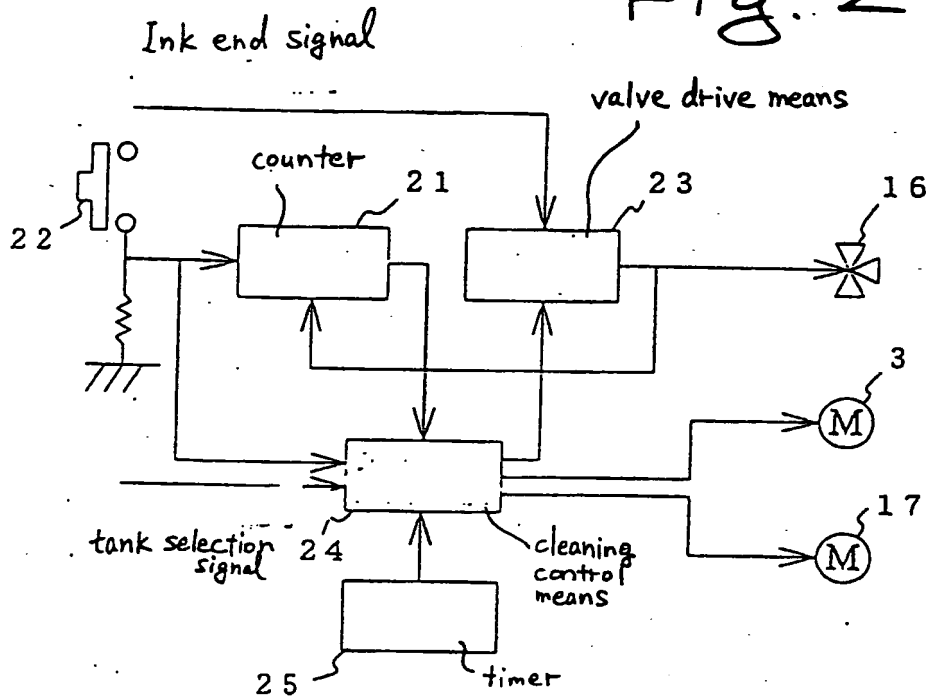 Fig. 2
Ink end signal
valve drive means
counter
21
23
16
22
3
M
17
M
tank selection
signal
24
cleaning
control
means
25
timer